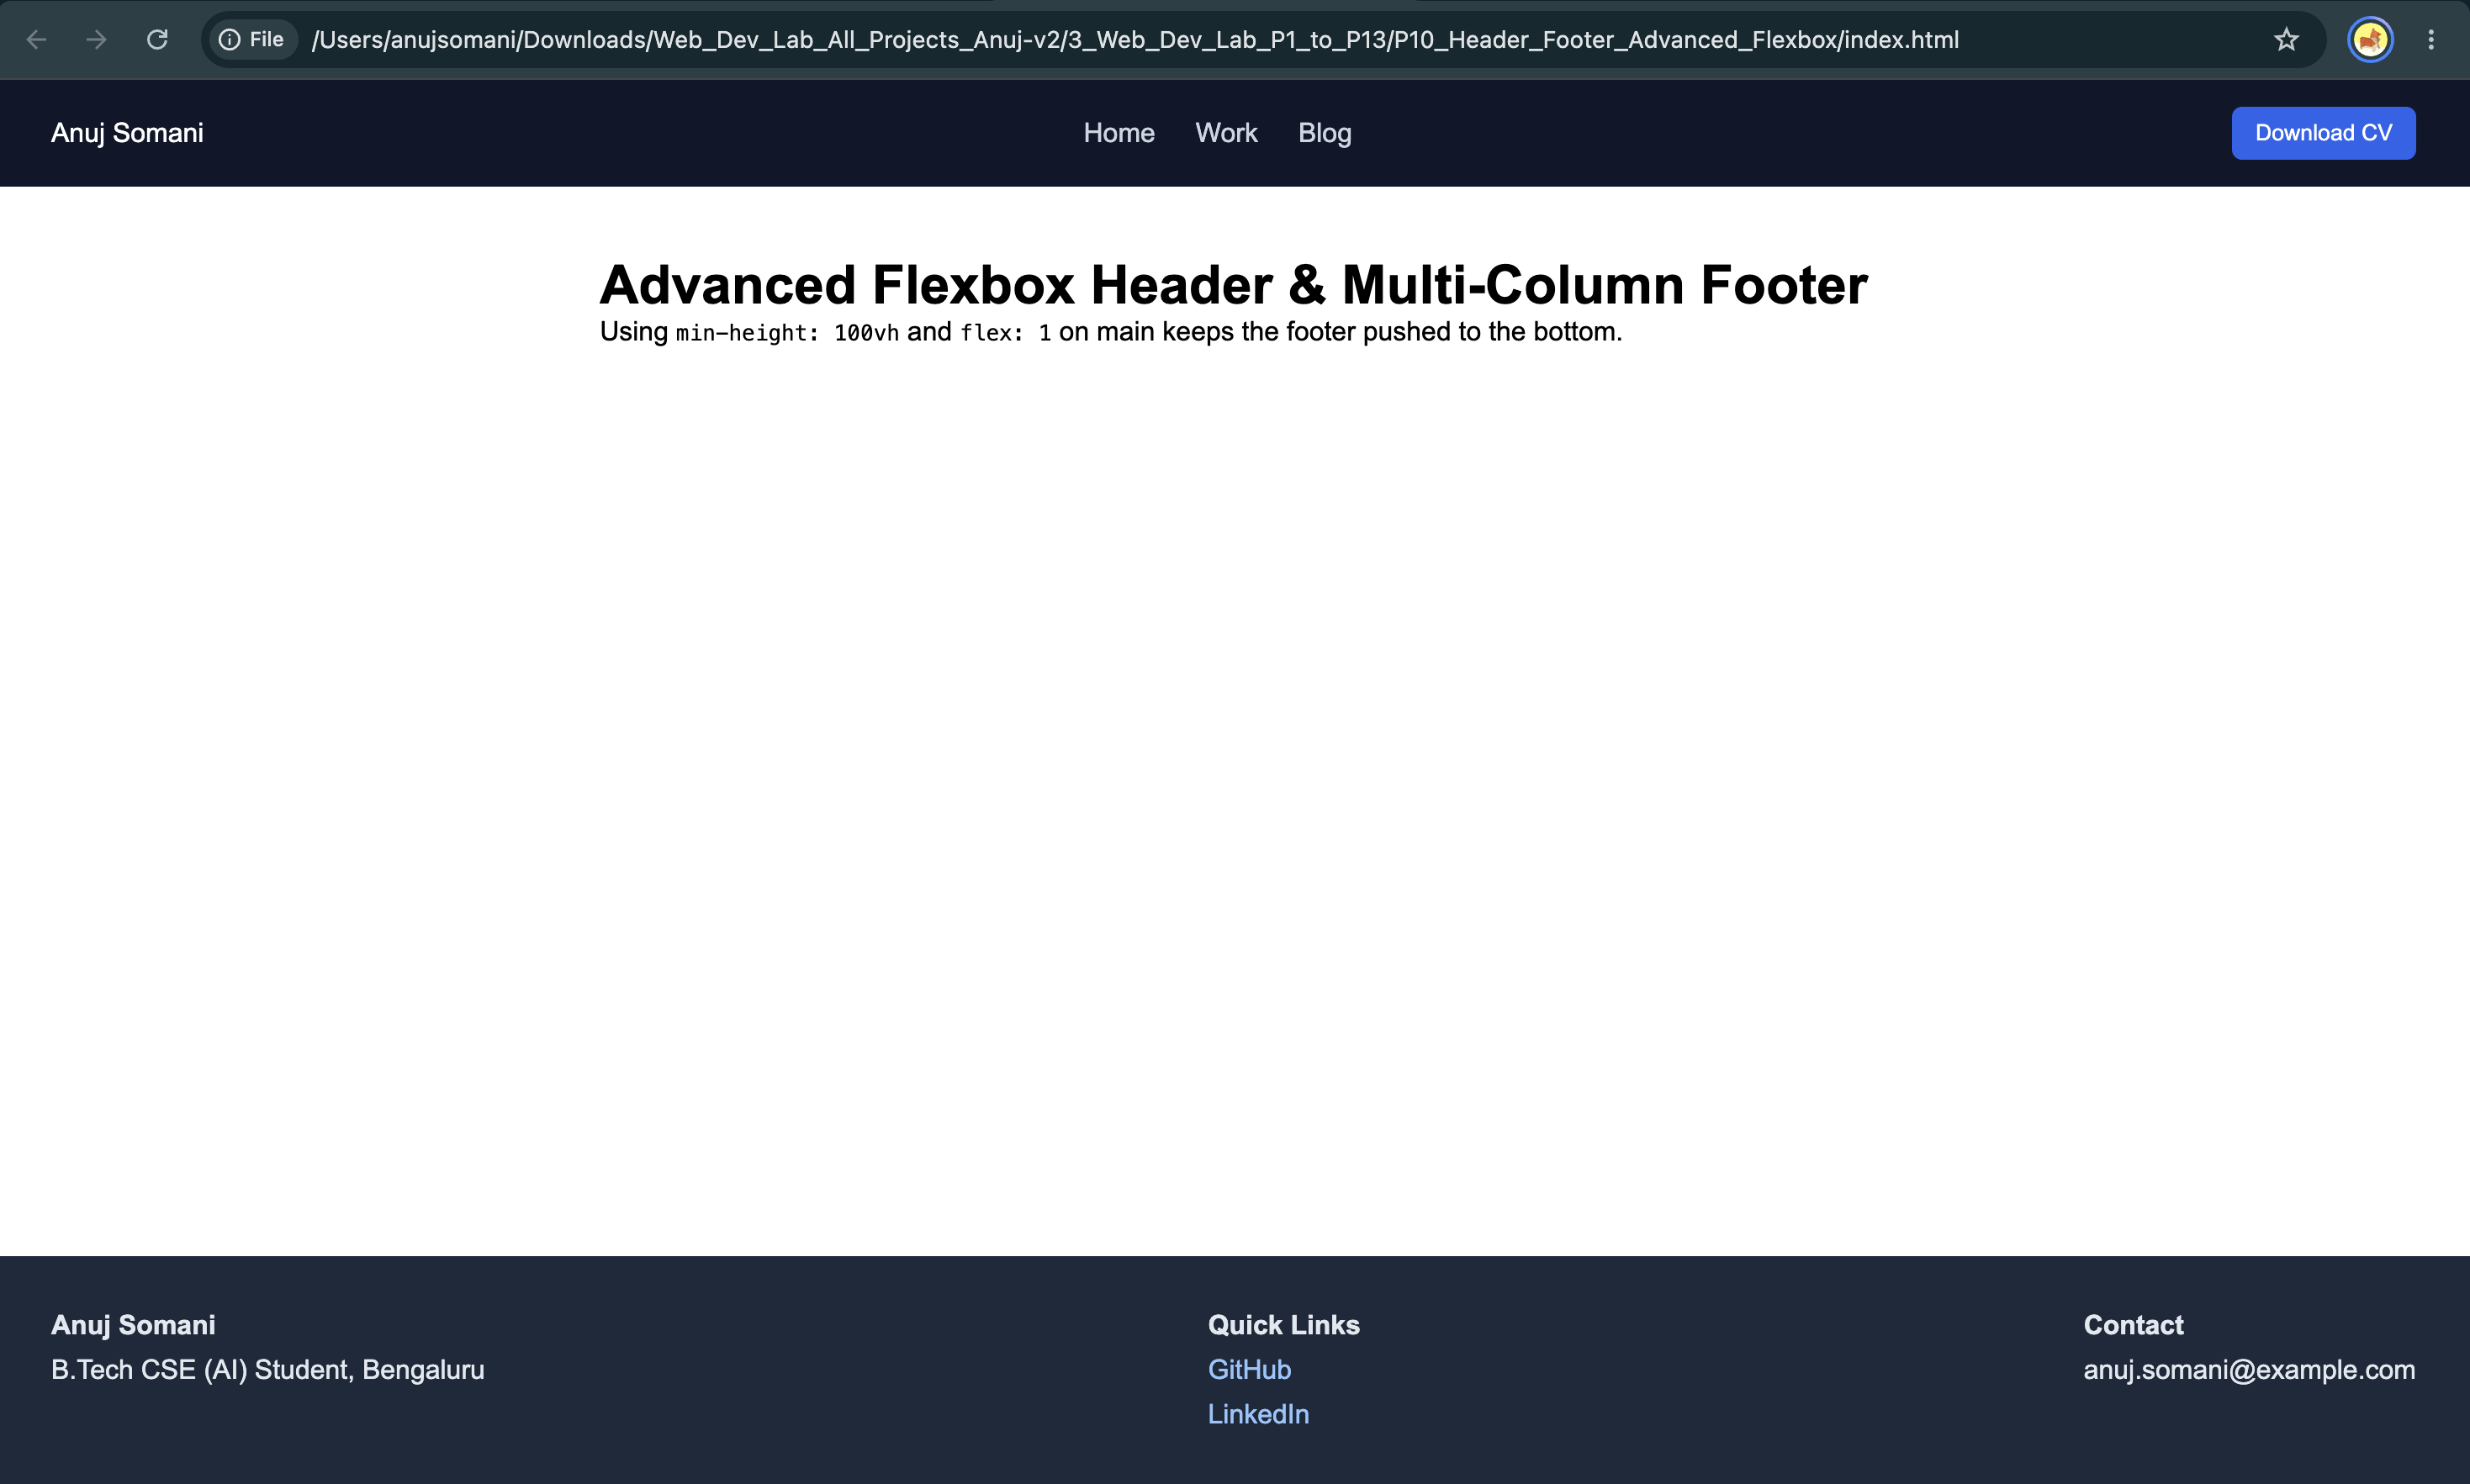 File /Users/anujsomani/Downloads/Web_Dev_Lab_All_Projects_Anuj-v2/3_Web_Dev_Lab_P1_to_P13/P10_Header_Footer_Advanced_Flexbox/index.html
Anuj Somani Home Work Blog Download CV
Advanced Flexbox Header & Multi-Column Footer
Using min-height: 100vh and flex: 1 on main keeps the footer pushed to the bottom.
Anuj Somani
B.Tech CSE (AI) Student, Bengaluru
Quick Links
GitHub
LinkedIn
Contact
anuj.somani@example.com